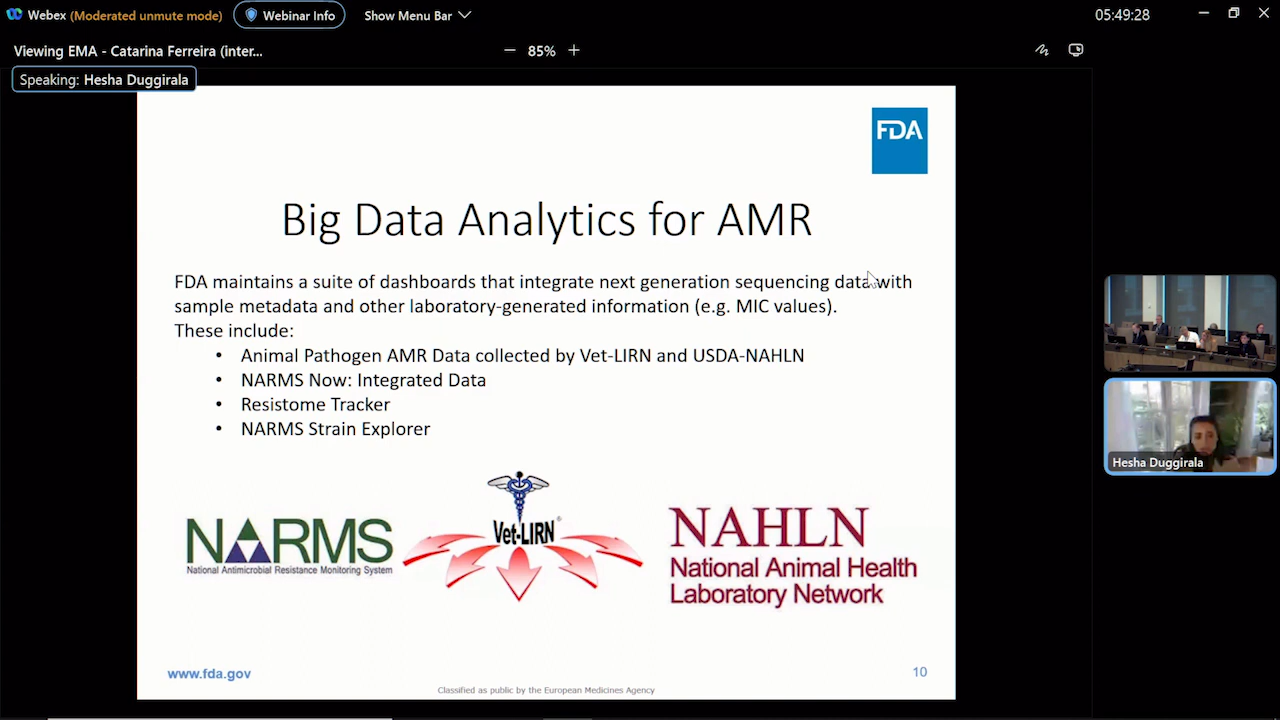 Webex (Moderated unmute mode) Webinar Info Show Menu Bar 05:49:28
Viewing EMA - Catarina Ferreira (inter... 85%
Speaking: Hesha Duggirala
FDA
Big Data Analytics for AMR
FDA maintains a suite of dashboards that integrate next generation sequencing data with
sample metadata and other laboratory-generated information (e.g. MIC values).
These include:
• Animal Pathogen AMR Data collected by Vet-LIRN and USDA-NAHLN
• NARMS Now: Integrated Data
• Resistome Tracker
• NARMS Strain Explorer
NARMS
National Antimicrobial Resistance Monitoring System
Vet-LIRN®
NAHLN
National Animal Health
Laboratory Network
Hesha Duggirala
www.fda.gov
10
Classified as public by the European Medicines Agency